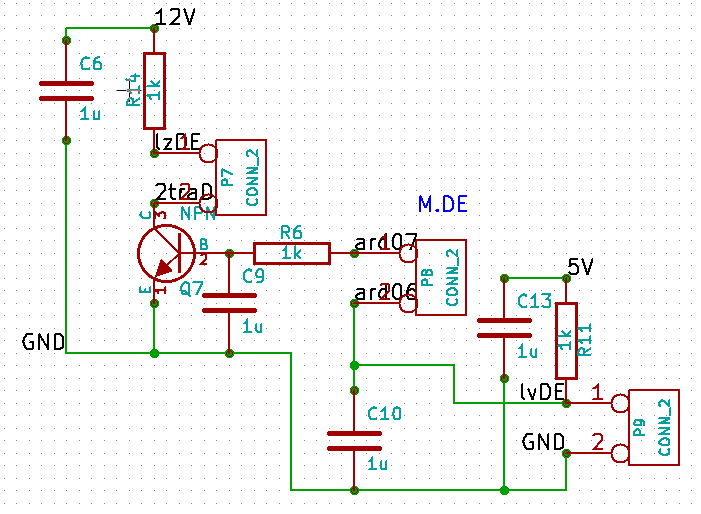 12V
C6
1u
R14
1k
lzDE
1
P7
CONN_2
2traD
2
NPN
C
3
B
2
E
1
Q7
R6
1k
C9
1u
GND
M.DE
ard07
1
P8
CONN_2
ard06
2
5V
C13
1u
R11
1k
lvDE
1
P9
CONN_2
GND
2
C10
1u